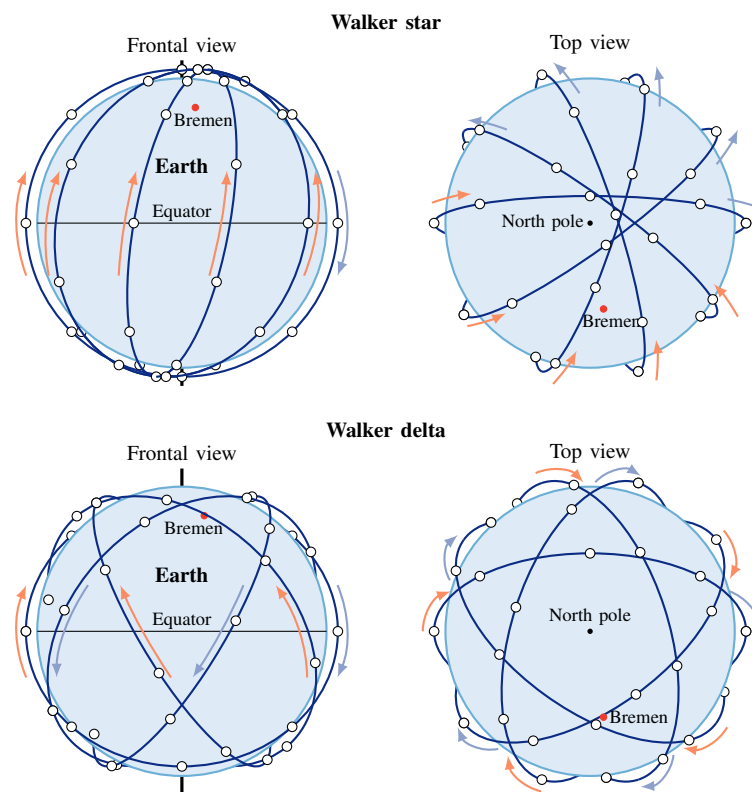 Walker star
Frontal view
Top view
Bremen
Earth
Equator
North pole
Bremen
Walker delta
Frontal view
Top view
Bremen
Earth
Equator
North pole
Bremen